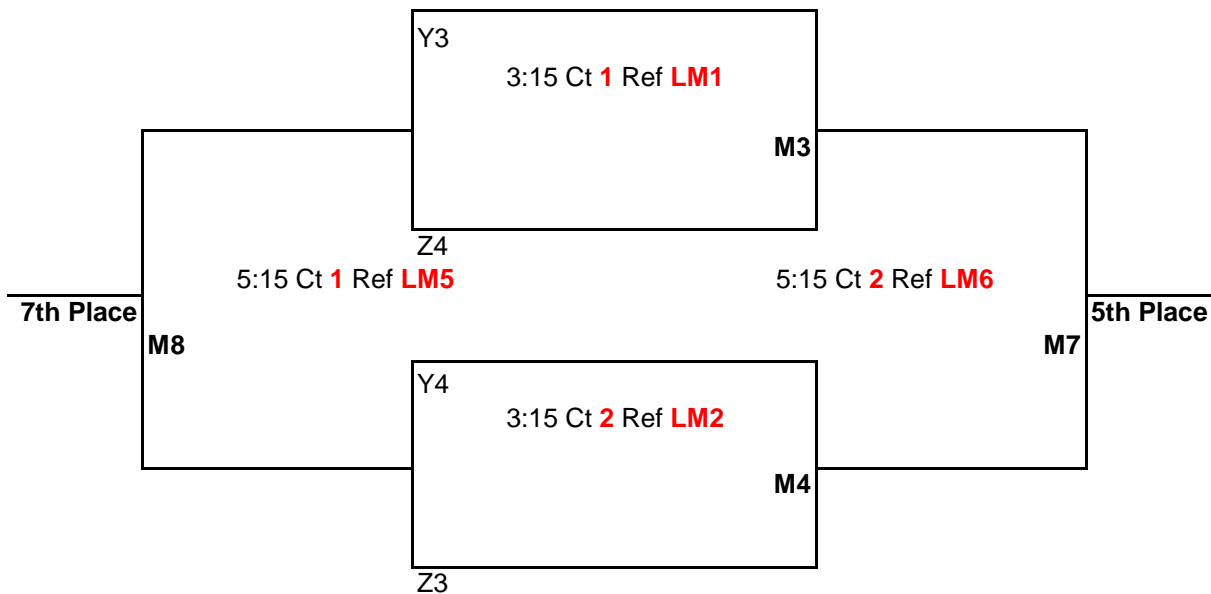 Y3
3:15 Ct 1 Ref LM1
M3
Z4
5:15 Ct 1 Ref LM5
5:15 Ct 2 Ref LM6
7th Place
5th Place
M8
M7
Y4
3:15 Ct 2 Ref LM2
M4
Z3